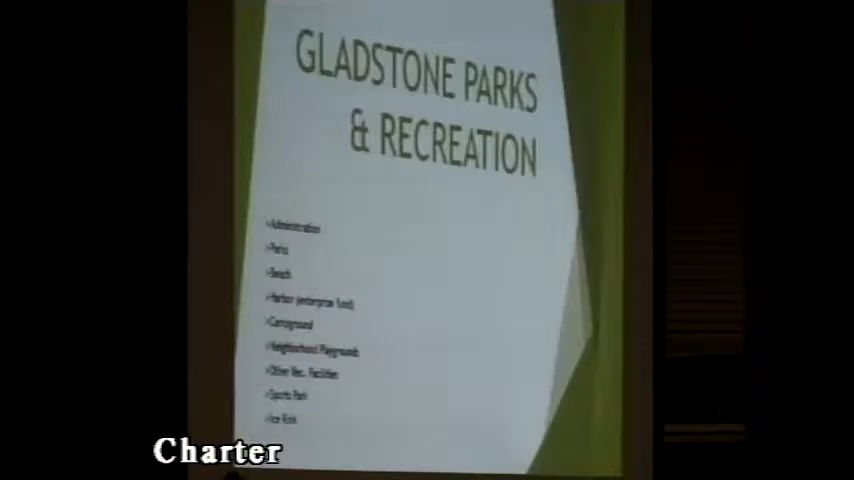 GLADSTONE PARKS
& RECREATION
Administration
Parks
Beach
Harbor (enterprise fund)
Campground
Neighborhood Playgrounds
Other Rec. Facilities
Sports Park
Ice Rink
Charter